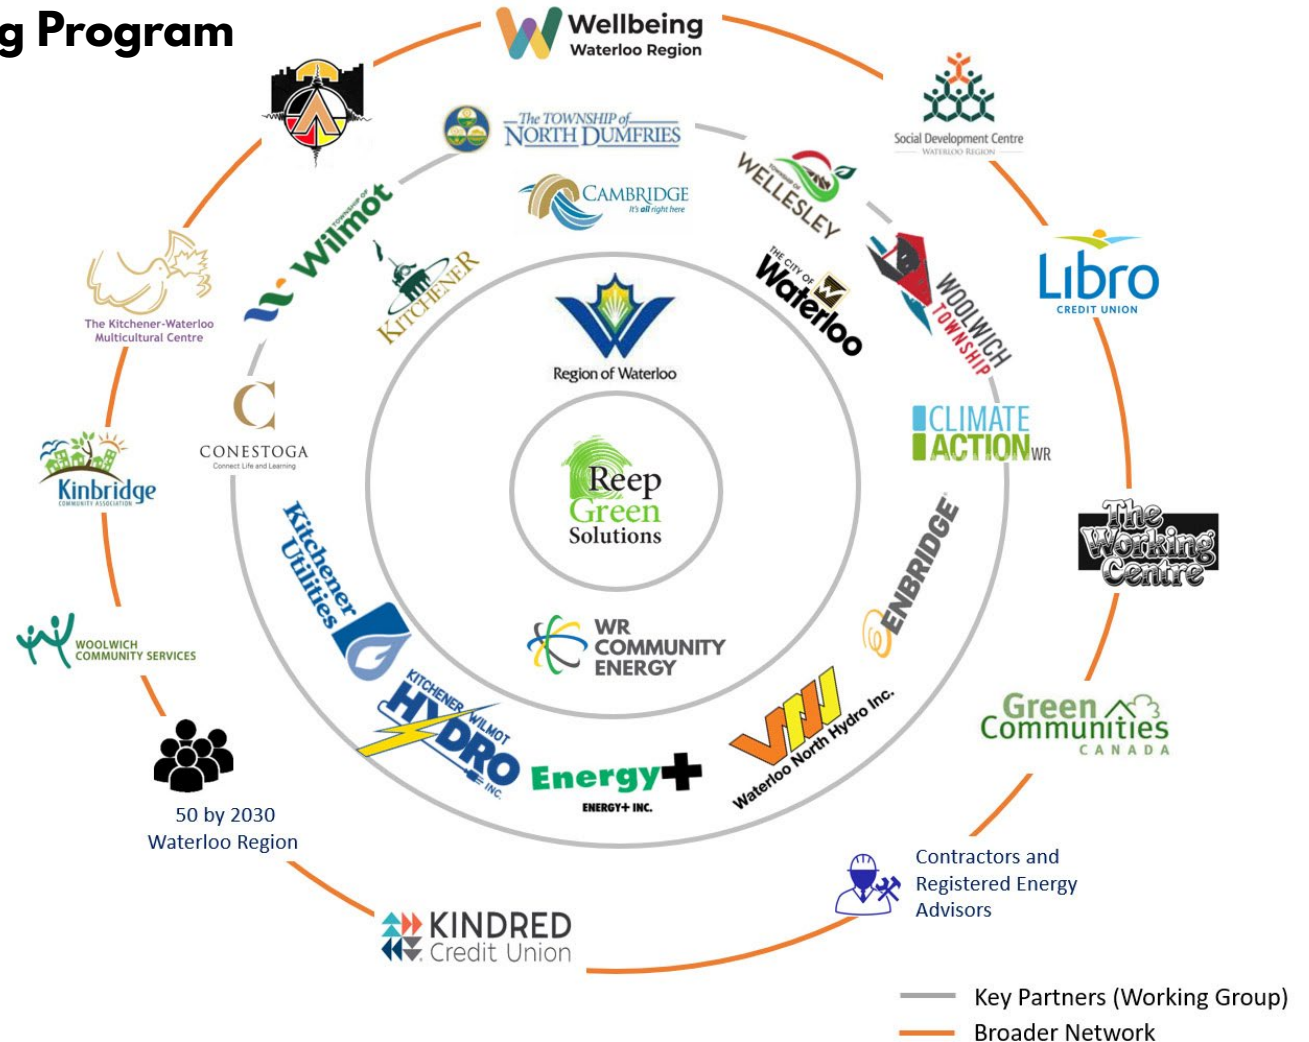 g Program
Wellbeing
Waterloo Region
The TOWNSHIP of
NORTH DUMFRIES
Social Development Centre
WATERLOO REGION
CAMBRIDGE
It's all right here
TOWNSHIP OF
WELLESLEY
TOWNSHIP OF
Wilmot
KITCHENER
THE CITY OF
Waterloo
WOOLWICH
TOWNSHIP
Libro
CREDIT UNION
The Kitchener-Waterloo
Multicultural Centre
Region of Waterloo
CONESTOGA
Connect Life and Learning
CLIMATE
ACTION WR
Kinbridge
COMMUNITY ASSOCIATION
Reep
Green
Solutions
The
Working
Centre
Kitchener
Utilities
ENBRIDGE
WOOLWICH
COMMUNITY SERVICES
WR
COMMUNITY
ENERGY
KITCHENER WILMOT
HYDRO
INC.
Energy+
ENERGY+ INC.
Waterloo North Hydro Inc.
Green
Communities
CANADA
50 by 2030
Waterloo Region
Contractors and
Registered Energy
Advisors
KINDRED
Credit Union
Key Partners (Working Group)
Broader Network